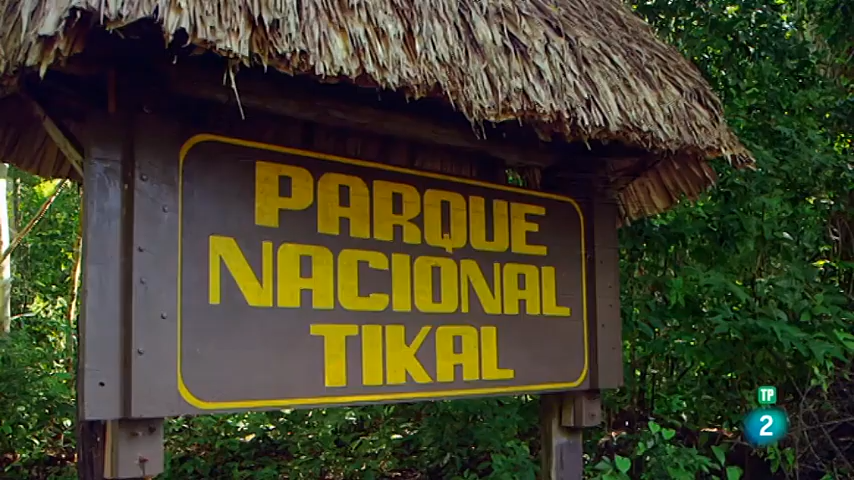 PARQUE
NACIONAL
TIKAL
TP
2